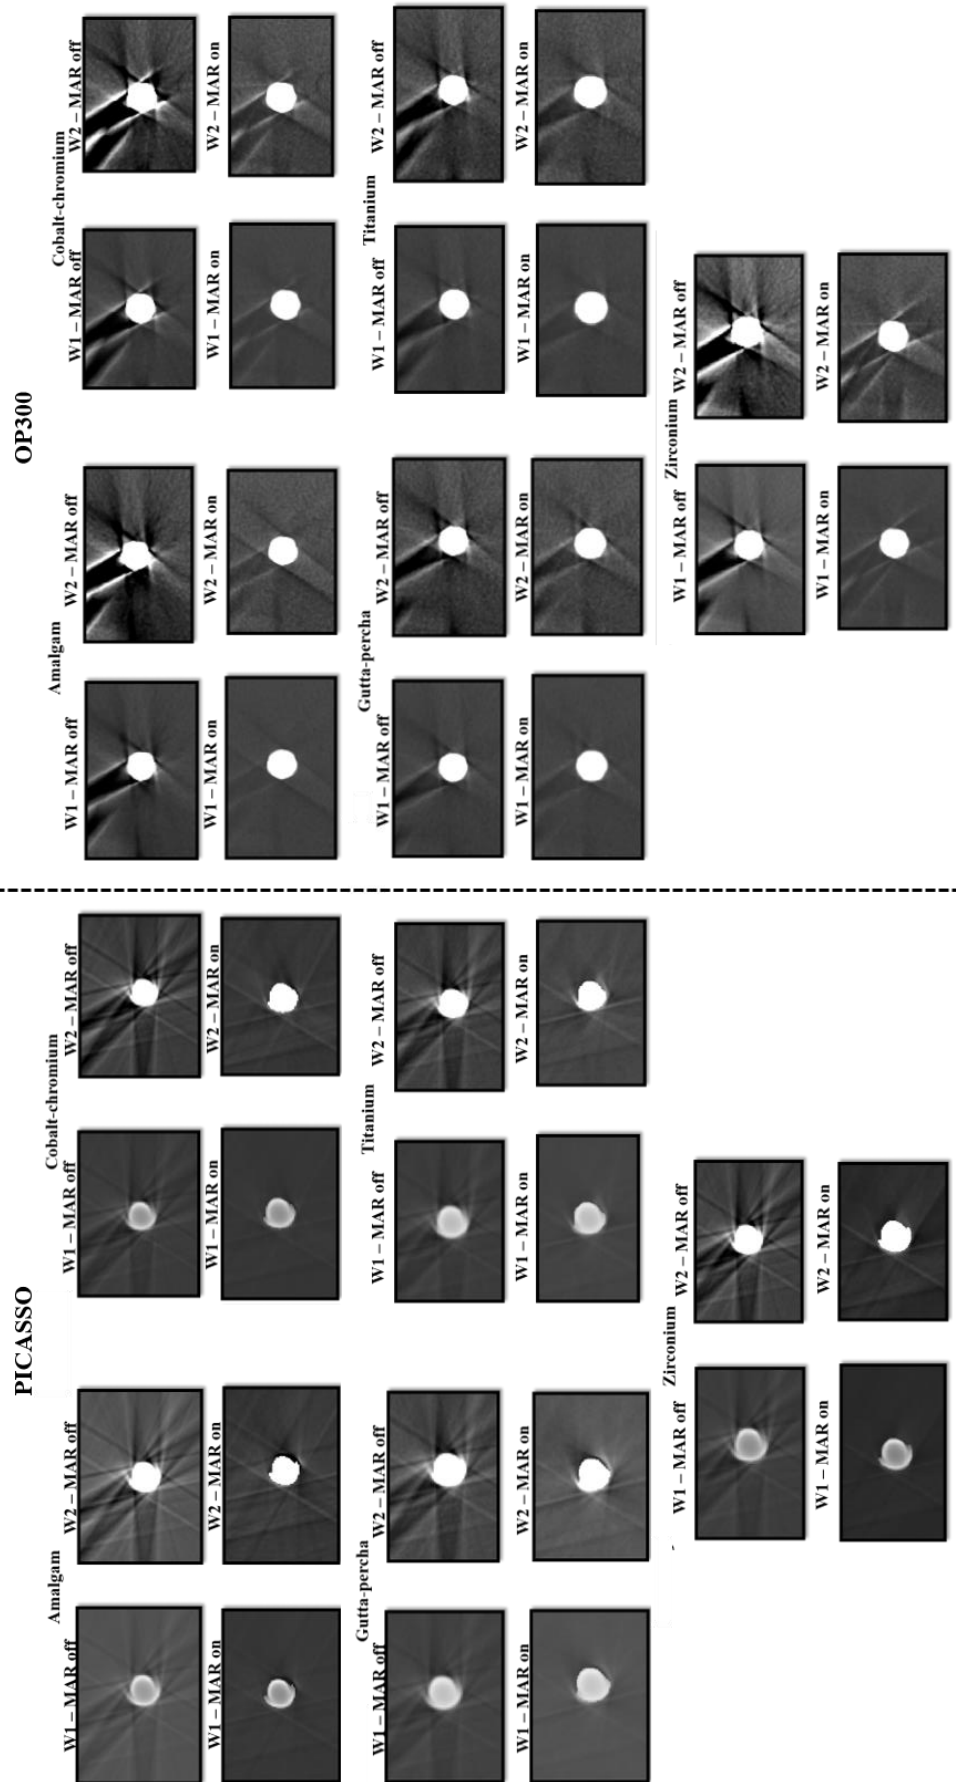 PICASSO
Amalgam
W1 – MAR off
W2 – MAR off
W1 – MAR on
W2 – MAR on
Cobalt-chromium
W1 – MAR off
W2 – MAR off
W1 – MAR on
W2 – MAR on
Gutta-percha
W1 – MAR off
W2 – MAR off
W1 – MAR on
W2 – MAR on
Titanium
W1 – MAR off
W2 – MAR off
W1 – MAR on
W2 – MAR on
Zirconium
W1 – MAR off
W2 – MAR off
W1 – MAR on
W2 – MAR on
OP300
Amalgam
W1 – MAR off
W2 – MAR off
W1 – MAR on
W2 – MAR on
Cobalt-chromium
W1 – MAR off
W2 – MAR off
W1 – MAR on
W2 – MAR on
Gutta-percha
W1 – MAR off
W2 – MAR off
W1 – MAR on
W2 – MAR on
Titanium
W1 – MAR off
W2 – MAR off
W1 – MAR on
W2 – MAR on
Zirconium
W1 – MAR off
W2 – MAR off
W1 – MAR on
W2 – MAR on